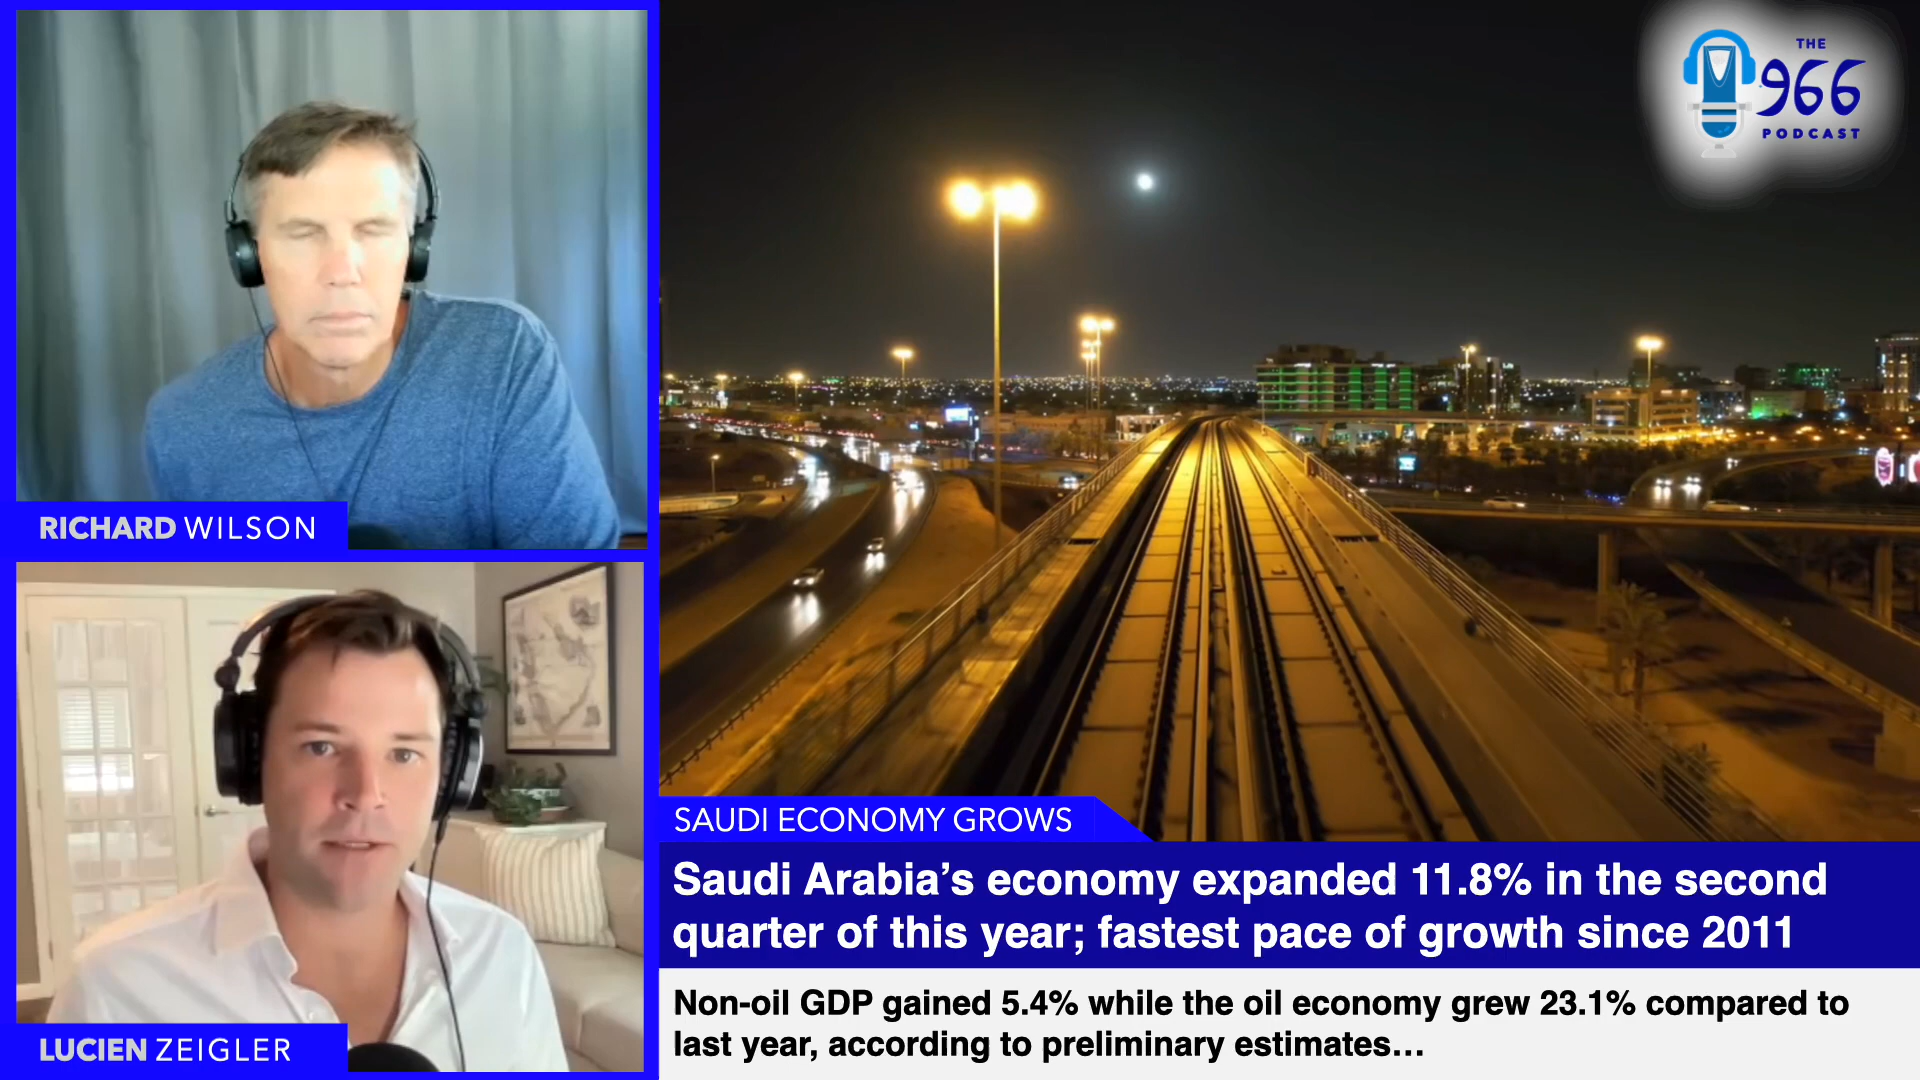 THE
966
PODCAST
RICHARD WILSON
LUCIEN ZEIGLER
SAUDI ECONOMY GROWS
Saudi Arabia’s economy expanded 11.8% in the second
quarter of this year; fastest pace of growth since 2011
Non-oil GDP gained 5.4% while the oil economy grew 23.1% compared to
last year, according to preliminary estimates…